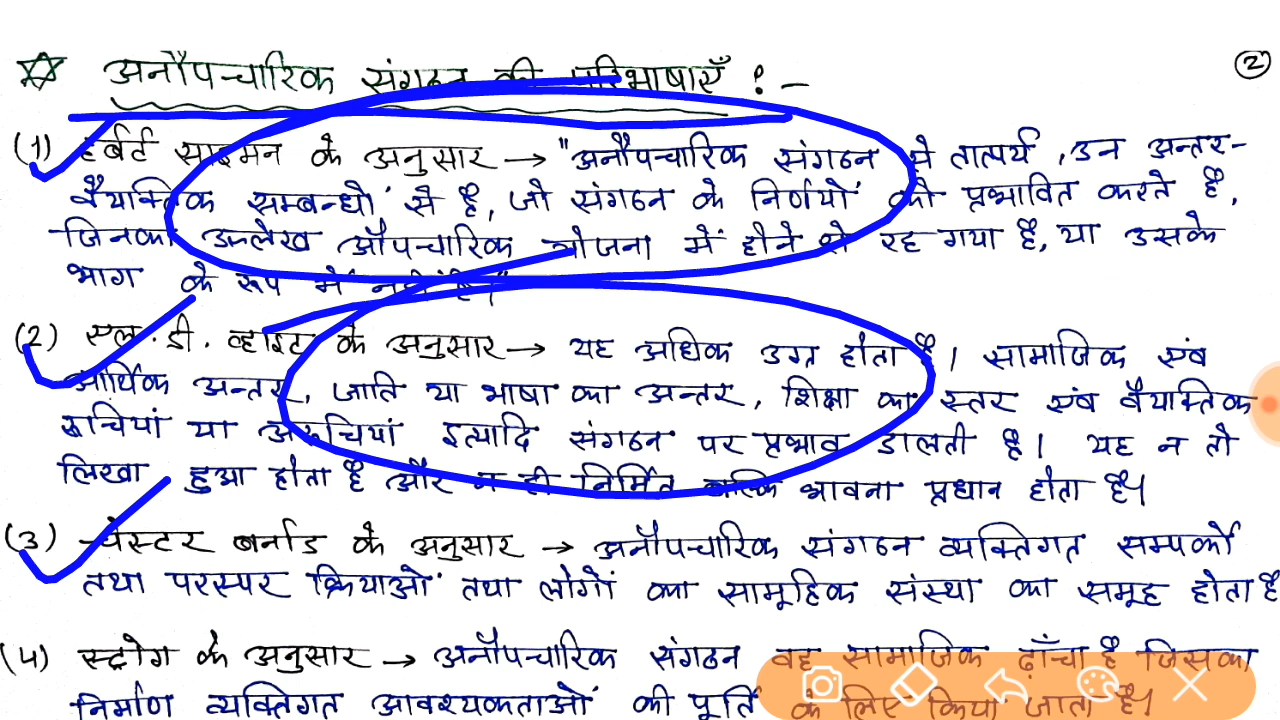 अनौपचारिक संगठन की परिभाषाएँ :- (2)
(1) हर्बर्ट साइमन के अनुसार → "अनौपचारिक संगठन से तात्पर्य, उन अन्तर-
वैयाक्तिक सम्बन्धों से है, जो संगठन के निर्णयों को प्रभावित करते है,
जिनका उल्लेख औपचारिक योजना में होने से रह गया है, या उसके
भाग के रूप में नहीं है।"
(2) एल. डी. व्हाइट के अनुसार → यह अधिक उग्र होता है। सामाजिक एंव
आर्थिक अन्तर, जाति या भाषा का अन्तर, शिक्षा का स्तर एंव वैयाक्तिक
रूचियां या अरूचियां इत्यादि संगठन पर प्रभाव डालती है। यह न तो
लिखा हुआ होता है और न ही निर्मित बल्कि भावना प्रधान होता है।
(3) चेस्टर बर्नाड के अनुसार → अनौपचारिक संगठन व्यक्तिगत सम्पर्को
तथा परस्पर क्रियाओं तथा लोगों का सामूहिक संस्था का समूह होता है
(4) स्ट्रोग के अनुसार → अनौपचारिक संगठन वह सामाजिक ढ़ाँचा है जिसका
निर्माण व्यक्तिगत आवश्यकताओं की पूर्ति के लिए किया जाता है।